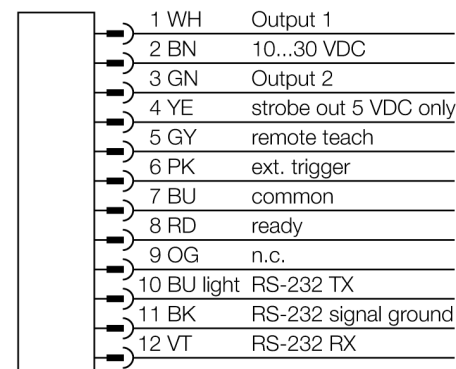 1 WH Output 1
2 BN 10...30 VDC
3 GN Output 2
4 YE strobe out 5 VDC only
5 GY remote teach
6 PK ext. trigger
7 BU common
8 RD ready
9 OG n.c.
10 BU light RS-232 TX
11 BK RS-232 signal ground
12 VT RS-232 RX